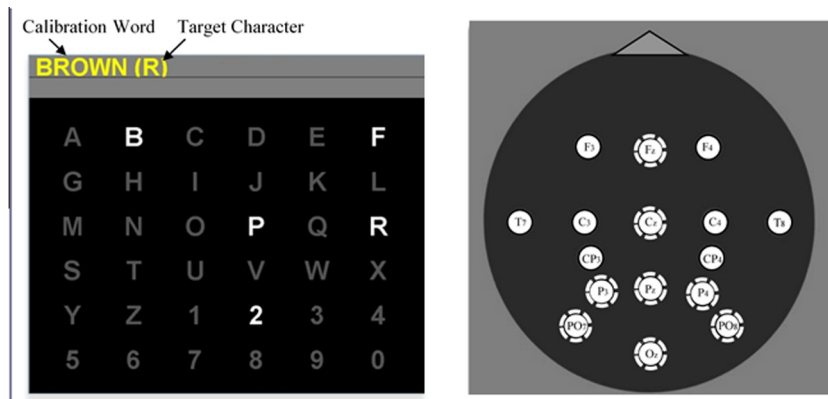 Calibration Word Target Character
BROWN (R)
A B C D E F
G H I J K L
M N O P Q R
S T U V W X
Y Z 1 2 3 4
5 6 7 8 9 0
F3 Fz F4
T7 C3 Cz C4 T8
CP3 CP4
P3 Pz P4
PO7 PO8
Oz